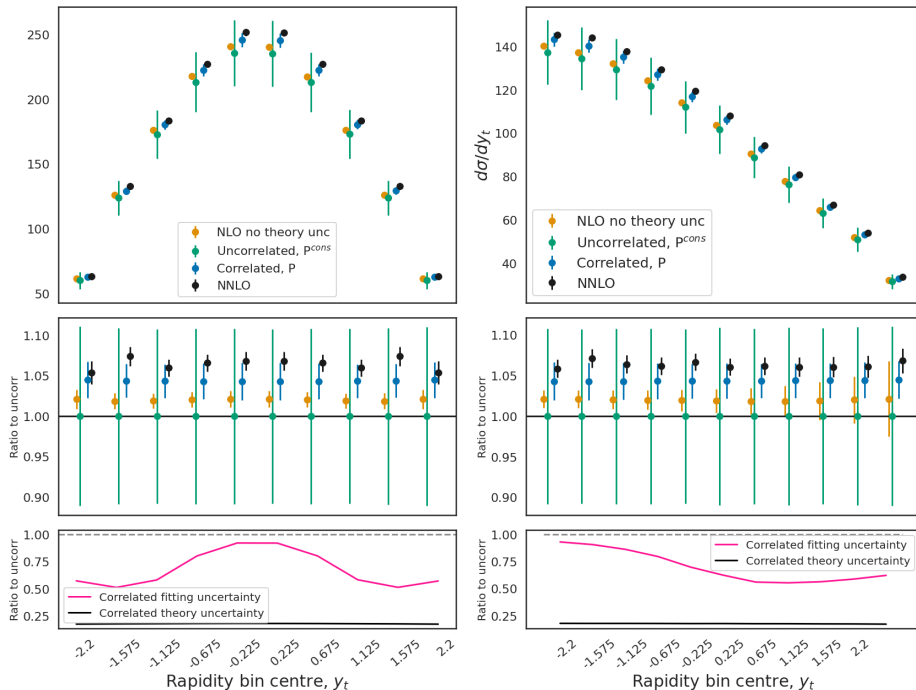 250
200
150
100
50
NLO no theory unc
Uncorrelated, P^cons
Correlated, P
NNLO
dσ/dy_t
140
120
100
80
60
40
NLO no theory unc
Uncorrelated, P^cons
Correlated, P
NNLO
Ratio to uncorr
1.10
1.05
1.00
0.95
0.90
Ratio to uncorr
1.10
1.05
1.00
0.95
0.90
Ratio to uncorr
1.00
0.75
0.50
0.25
Correlated fitting uncertainty
Correlated theory uncertainty
-2.2 -1.575 -1.125 -0.675 -0.225 0.225 0.675 1.125 1.575 2.2
Rapidity bin centre, y_t
Ratio to uncorr
1.00
0.75
0.50
0.25
Correlated fitting uncertainty
Correlated theory uncertainty
-2.2 -1.575 -1.125 -0.675 -0.225 0.225 0.675 1.125 1.575 2.2
Rapidity bin centre, y_t